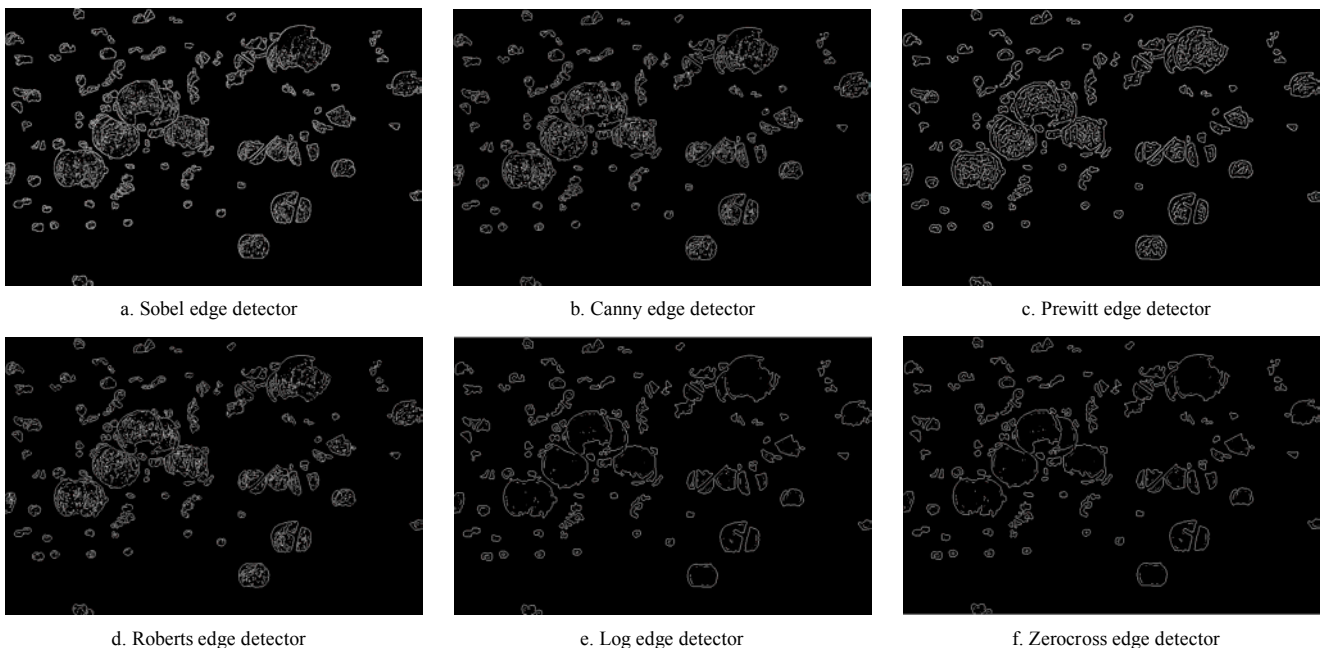 a. Sobel edge detector
b. Canny edge detector
c. Prewitt edge detector
d. Roberts edge detector
e. Log edge detector
f. Zerocross edge detector